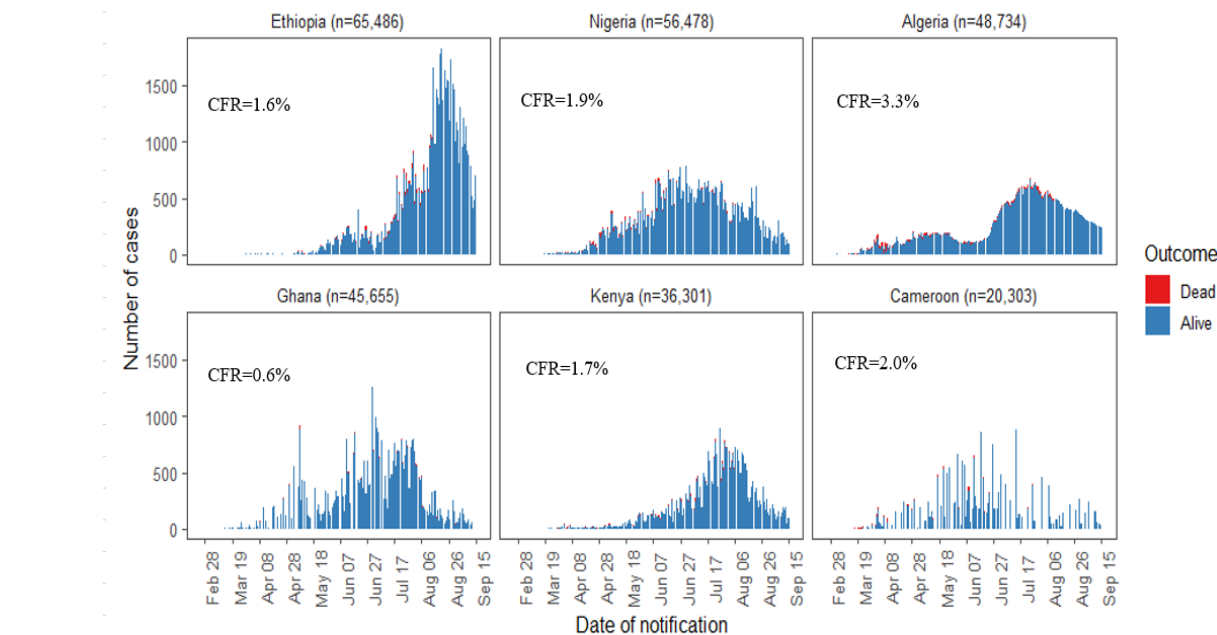 Ethiopia (n=65,486)
Nigeria (n=56,478)
Algeria (n=48,734)
CFR=1.6%
CFR=1.9%
CFR=3.3%
1500
1000
500
0
Number of cases
Ghana (n=45,655)
Kenya (n=36,301)
Cameroon (n=20,303)
CFR=0.6%
CFR=1.7%
CFR=2.0%
1500
1000
500
0
Feb 28
Mar 19
Apr 08
Apr 28
May 18
Jun 07
Jun 27
Jul 17
Aug 06
Aug 26
Sep 15
Feb 28
Mar 19
Apr 08
Apr 28
May 18
Jun 07
Jun 27
Jul 17
Aug 06
Aug 26
Sep 15
Feb 28
Mar 19
Apr 08
Apr 28
May 18
Jun 07
Jun 27
Jul 17
Aug 06
Aug 26
Sep 15
Date of notification
Outcome
Dead
Alive